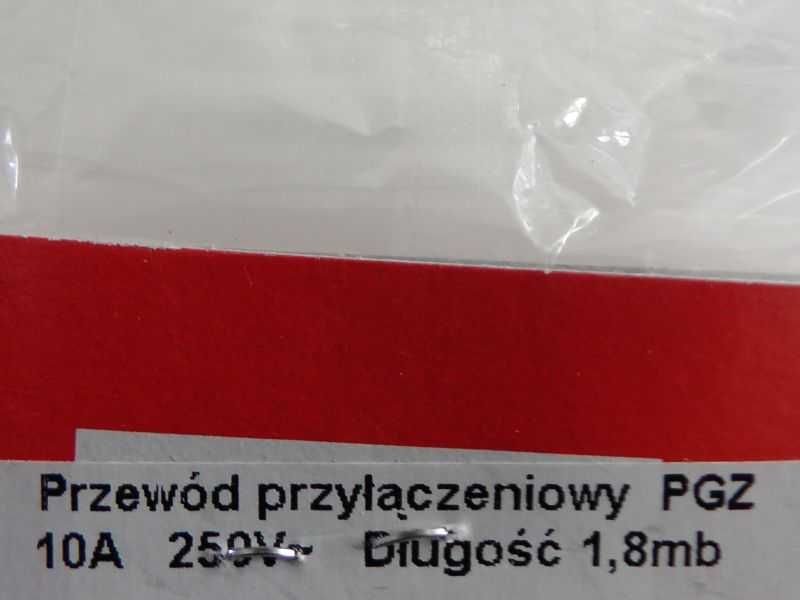 Przewód przyłączeniowy PGZ
10A 250V~ Długość 1,8mb